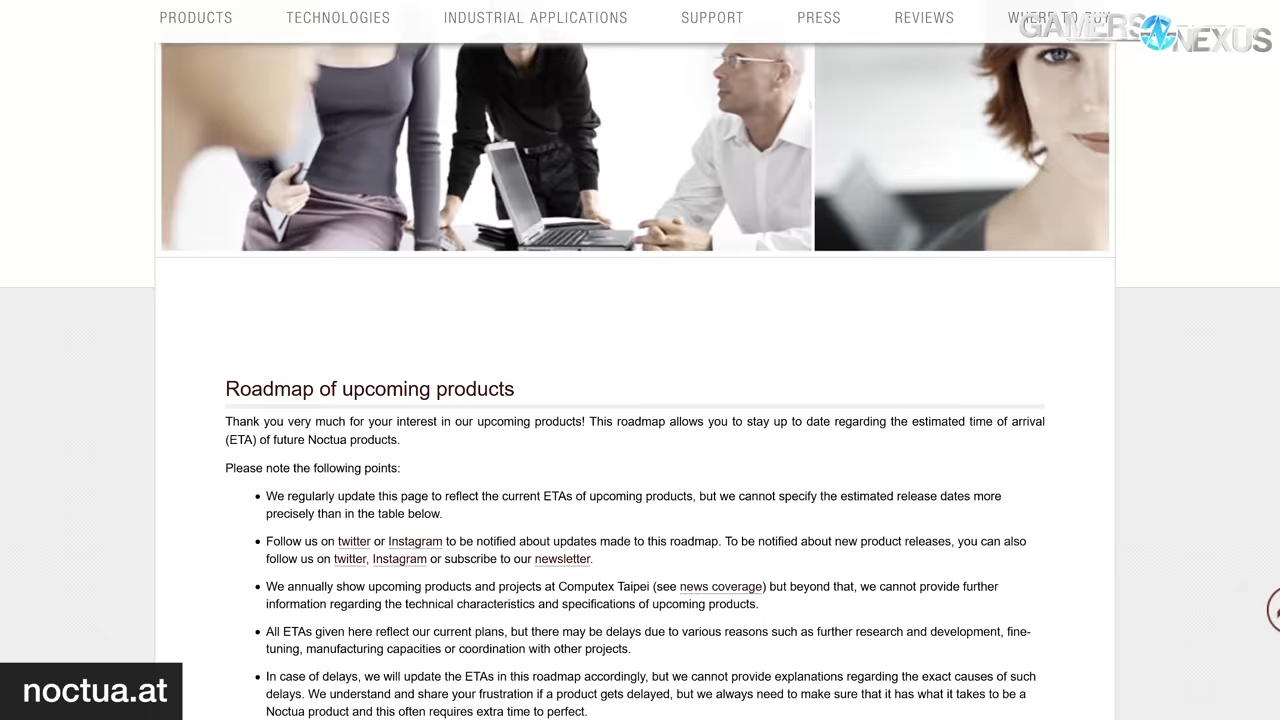 PRODUCTS TECHNOLOGIES INDUSTRIAL APPLICATIONS SUPPORT PRESS REVIEWS WHERE TO BUY
GAMERS NEXUS
Roadmap of upcoming products
Thank you very much for your interest in our upcoming products! This roadmap allows you to stay up to date regarding the estimated time of arrival
(ETA) of future Noctua products.
Please note the following points:
• We regularly update this page to reflect the current ETAs of upcoming products, but we cannot specify the estimated release dates more
precisely than in the table below.
• Follow us on twitter or Instagram to be notified about updates made to this roadmap. To be notified about new product releases, you can also
follow us on twitter, Instagram or subscribe to our newsletter.
• We annually show upcoming products and projects at Computex Taipei (see news coverage) but beyond that, we cannot provide further
information regarding the technical characteristics and specifications of upcoming products.
• All ETAs given here reflect our current plans, but there may be delays due to various reasons such as further research and development, fine-
tuning, manufacturing capacities or coordination with other projects.
• In case of delays, we will update the ETAs in this roadmap accordingly, but we cannot provide explanations regarding the exact causes of such
delays. We understand and share your frustration if a product gets delayed, but we always need to make sure that it has what it takes to be a
Noctua product and this often requires extra time to perfect.
noctua.at